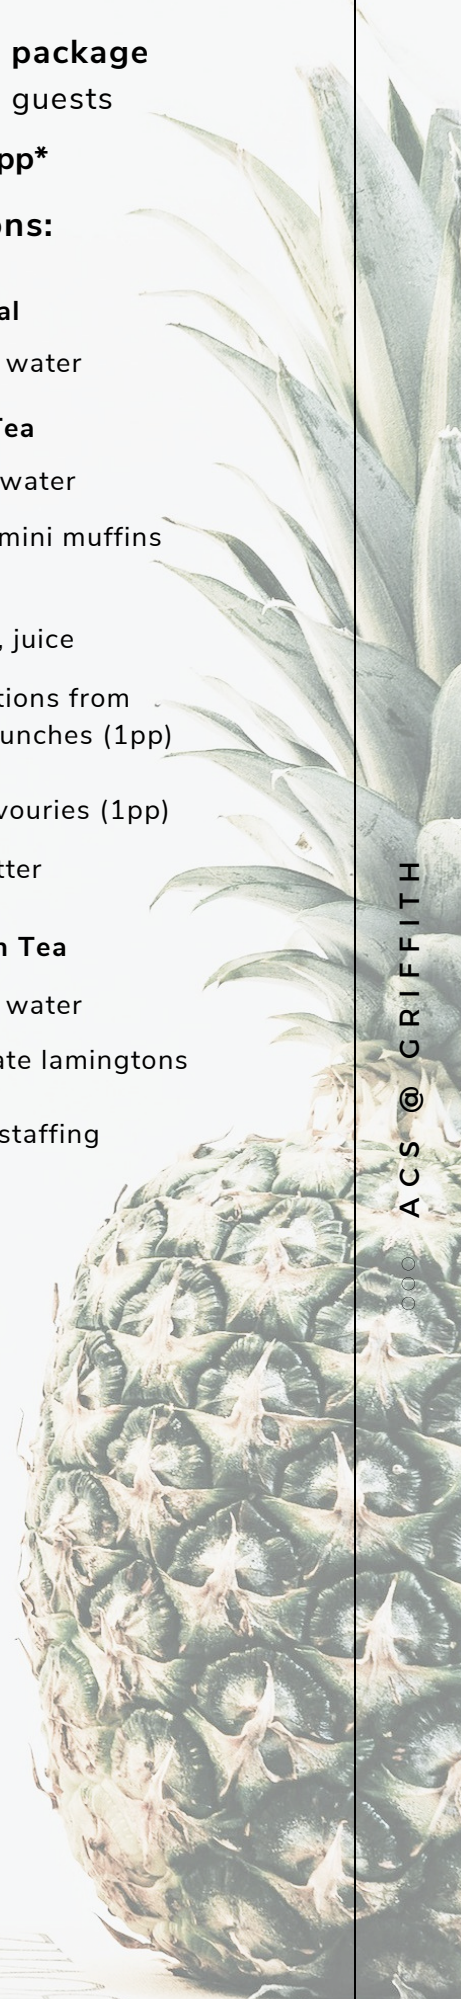 package
guests
pp*
ns:
al
water
Tea
water
mini muffins
, juice
tions from
unches (1pp)
vouries (1pp)
tter
n Tea
water
ate lamingtons
staffing
ACS @ GRIFFITH